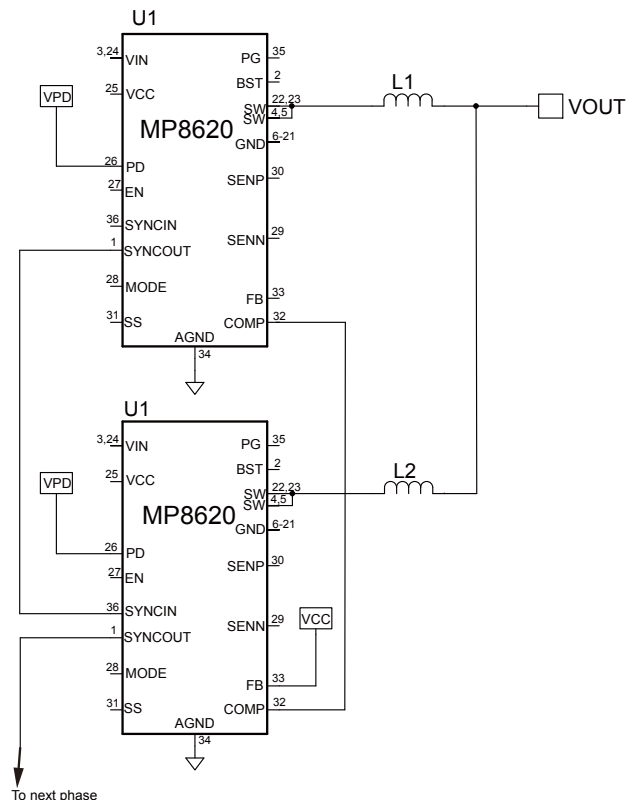 U1
3,24 VIN PG 35
BST 2
VPD 25 VCC L1
SW 22,23 VOUT
SW 4,5
MP8620
GND 6-21
26 PD
SENP 30
27 EN
36 SYNCIN
SENN 29
1 SYNCOUT
28 MODE
FB 33
31 SS COMP 32
AGND
34
U1
3,24 VIN PG 35
BST 2 L2
VPD 25 VCC
SW 22,23
SW 4,5
MP8620
GND 6-21
26 PD
SENP 30
27 EN
36 SYNCIN
SENN 29 VCC
1 SYNCOUT
28 MODE
FB 33
31 SS COMP 32
AGND
34
To next phase